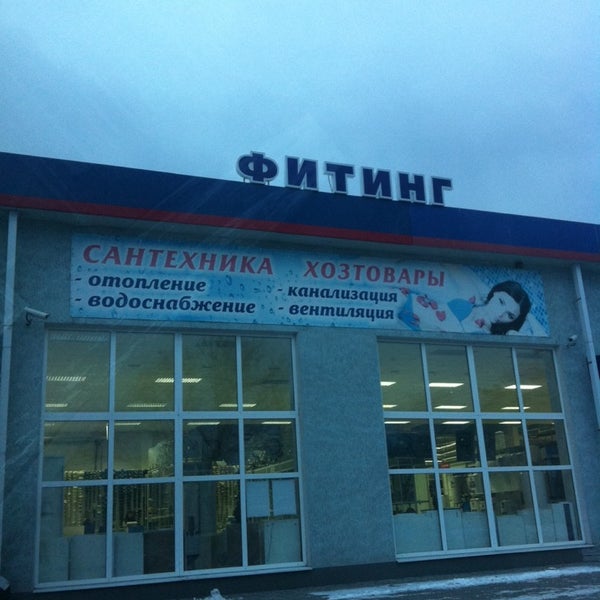 ФИТИНГ
САНТЕХНИКА ХОЗТОВАРЫ
- отопление - канализация
- водоснабжение - вентиляция